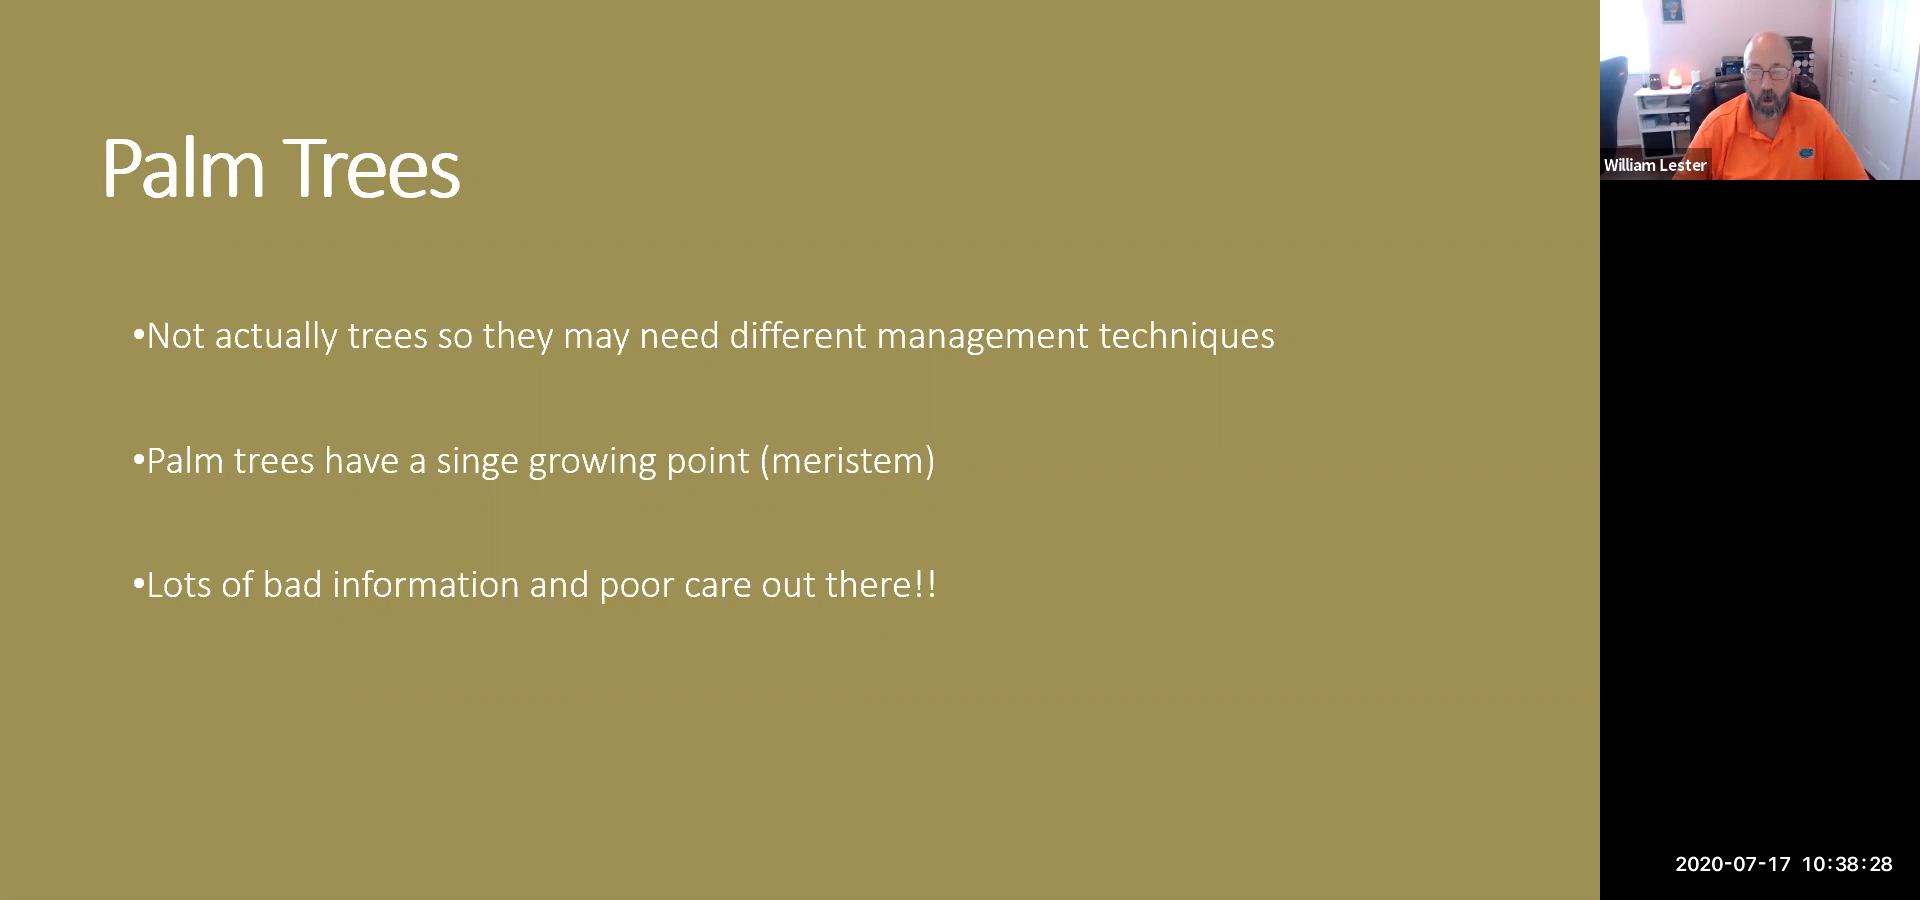 Palm Trees
•Not actually trees so they may need different management techniques
•Palm trees have a singe growing point (meristem)
•Lots of bad information and poor care out there!!
William Lester
2020-07-17 10:38:28